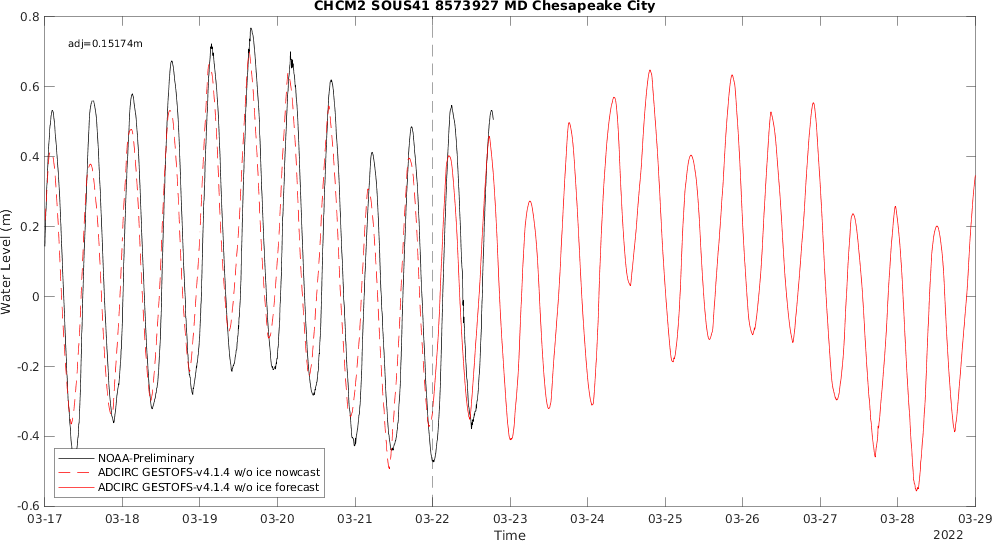 CHCM2 SOUS41 8573927 MD Chesapeake City
adj=0.15174m
Water Level (m)
0.8
0.6
0.4
0.2
0
-0.2
-0.4
-0.6
NOAA-Preliminary
ADCIRC GESTOFS-v4.1.4 w/o ice nowcast
ADCIRC GESTOFS-v4.1.4 w/o ice forecast
03-17 03-18 03-19 03-20 03-21 03-22 03-23 03-24 03-25 03-26 03-27 03-28 03-29
Time
2022